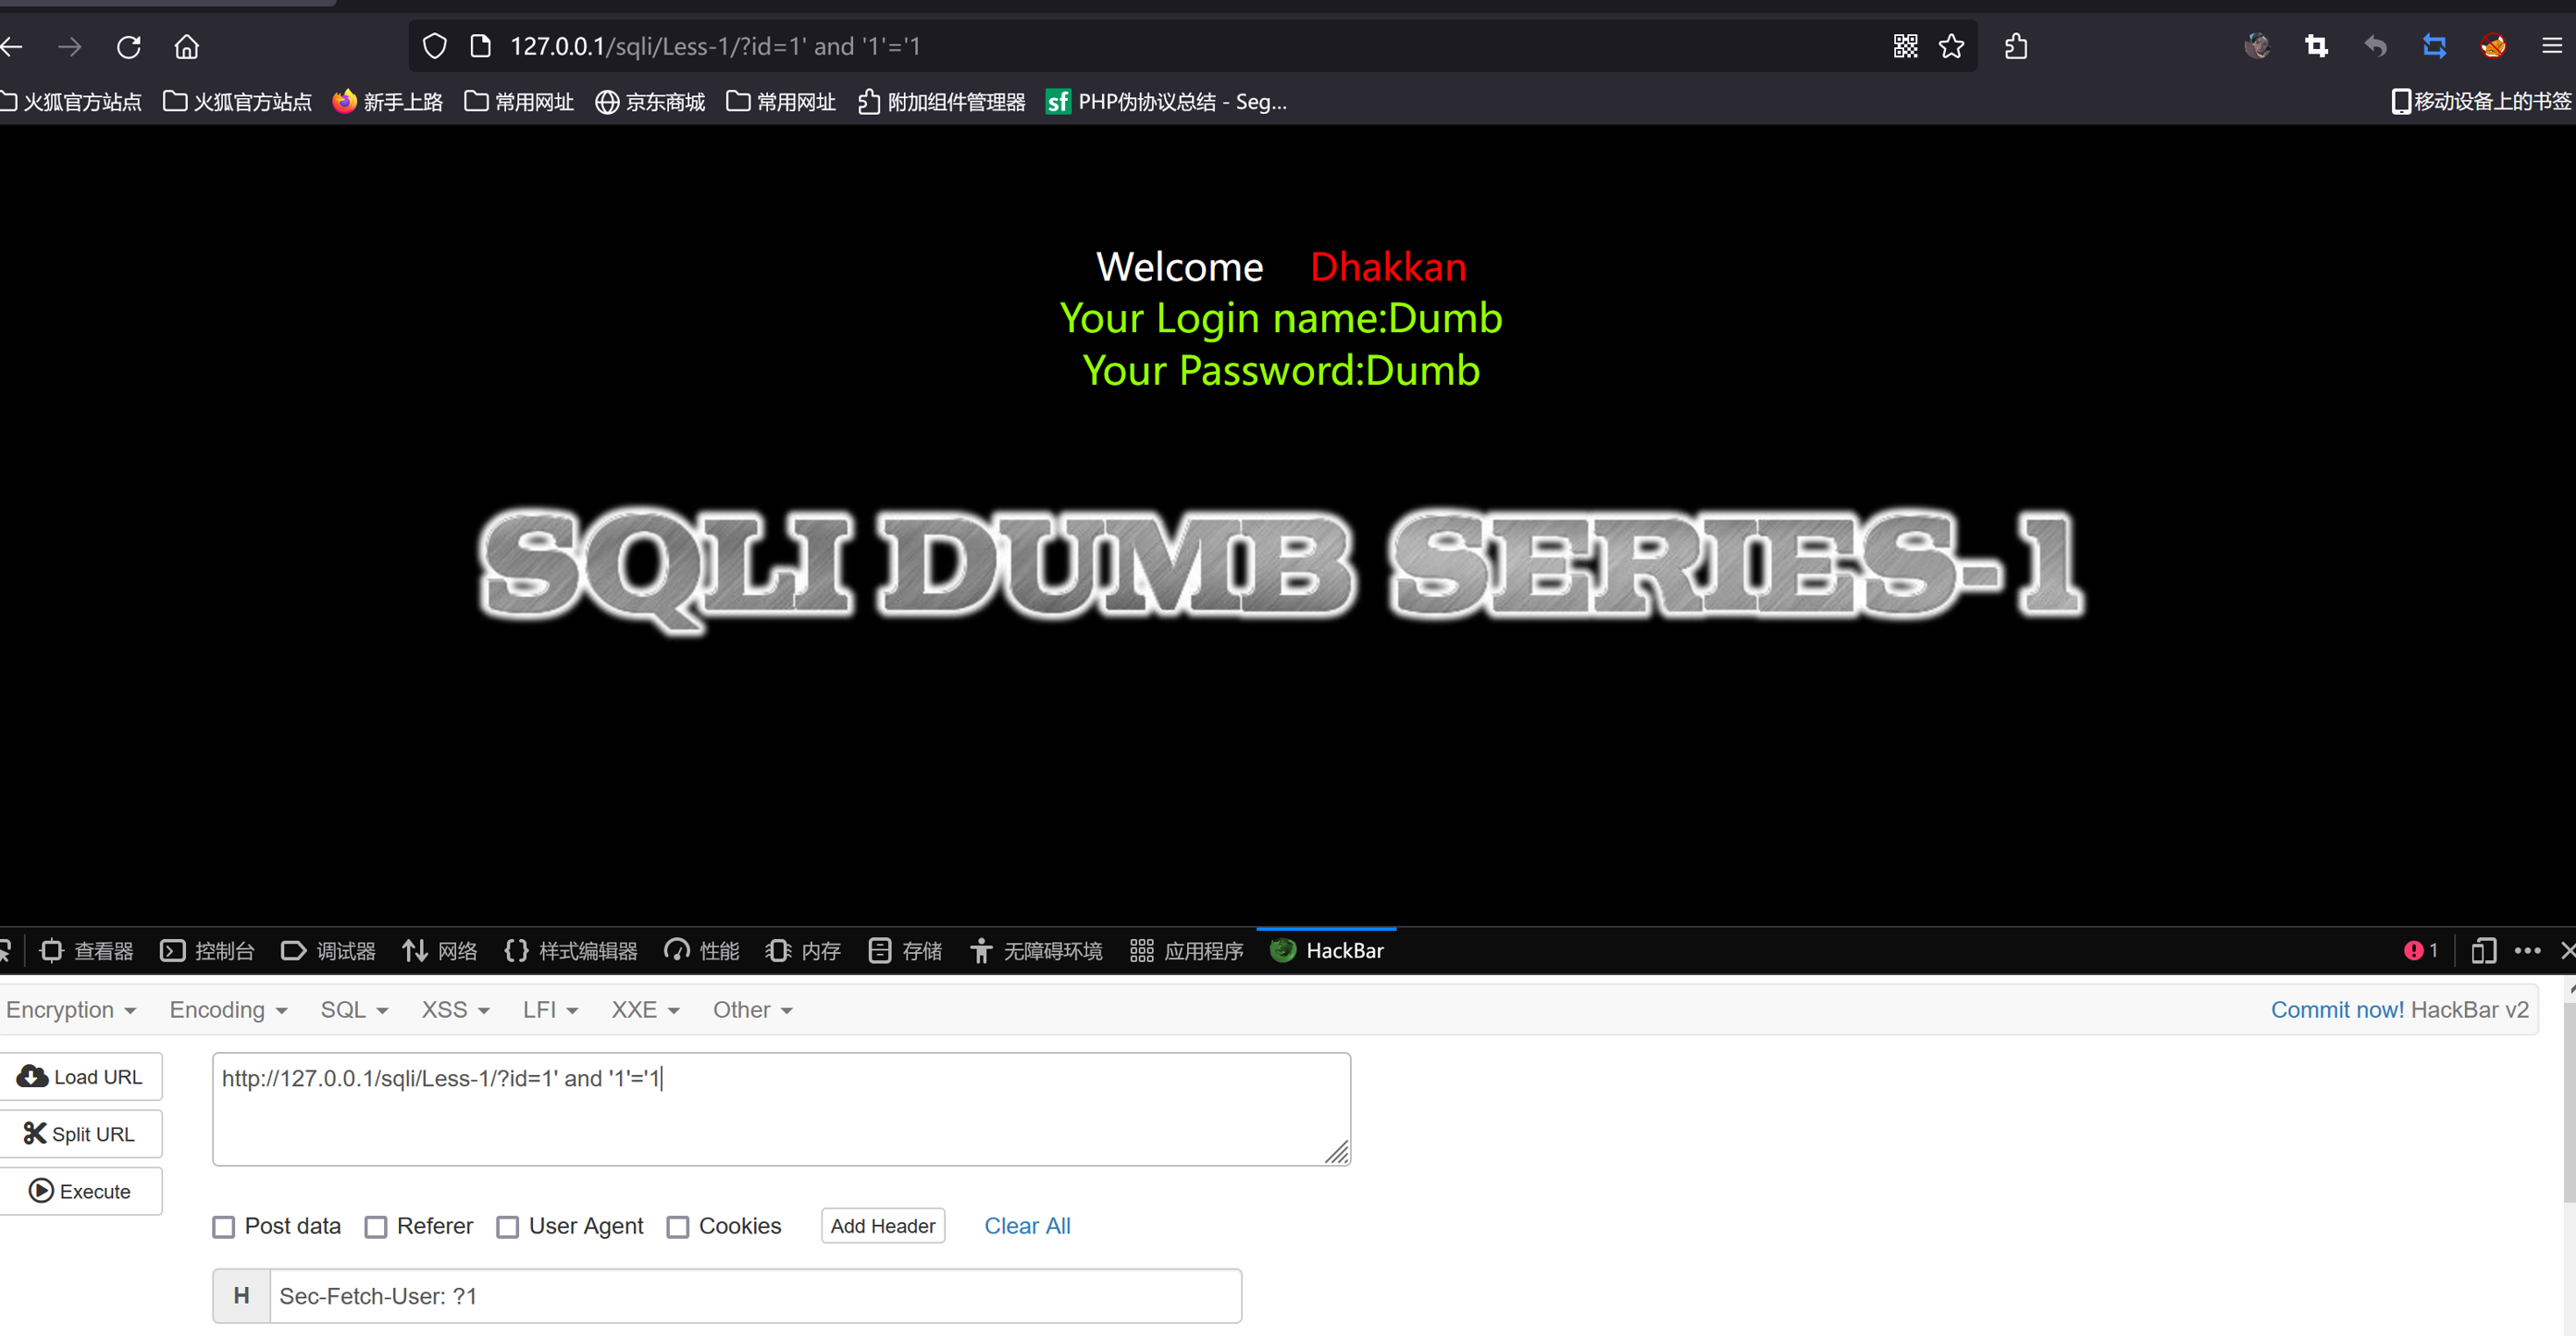 127.0.0.1/sqli/Less-1/?id=1' and '1'='1
火狐官方站点 火狐官方站点 新手上路 常用网址 京东商城 常用网址 附加组件管理器 sf PHP伪协议总结 - Seg... 移动设备上的书签
Welcome Dhakkan
Your Login name:Dumb
Your Password:Dumb
SQLI DUMB SERIES-1
查看器 控制台 调试器 网络 样式编辑器 性能 内存 存储 无障碍环境 应用程序 HackBar 1
Encryption Encoding SQL XSS LFI XXE Other Commit now! HackBar v2
Load URL
http://127.0.0.1/sqli/Less-1/?id=1' and '1'='1
Split URL
Execute
Post data Referer User Agent Cookies Add Header Clear All
H Sec-Fetch-User: ?1